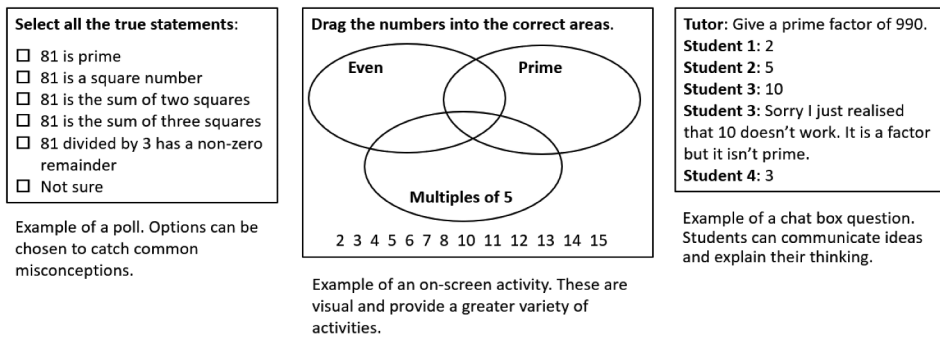 Select all the true statements:
☐ 81 is prime
☐ 81 is a square number
☐ 81 is the sum of two squares
☐ 81 is the sum of three squares
☐ 81 divided by 3 has a non-zero
remainder
☐ Not sure
Example of a poll. Options can be
chosen to catch common
misconceptions.
Drag the numbers into the correct areas.
Even
Prime
Multiples of 5
2 3 4 5 6 7 8 10 11 12 13 14 15
Example of an on-screen activity. These are
visual and provide a greater variety of
activities.
Tutor: Give a prime factor of 990.
Student 1: 2
Student 2: 5
Student 3: 10
Student 3: Sorry I just realised
that 10 doesn't work. It is a factor
but it isn't prime.
Student 4: 3
Example of a chat box question.
Students can communicate ideas
and explain their thinking.